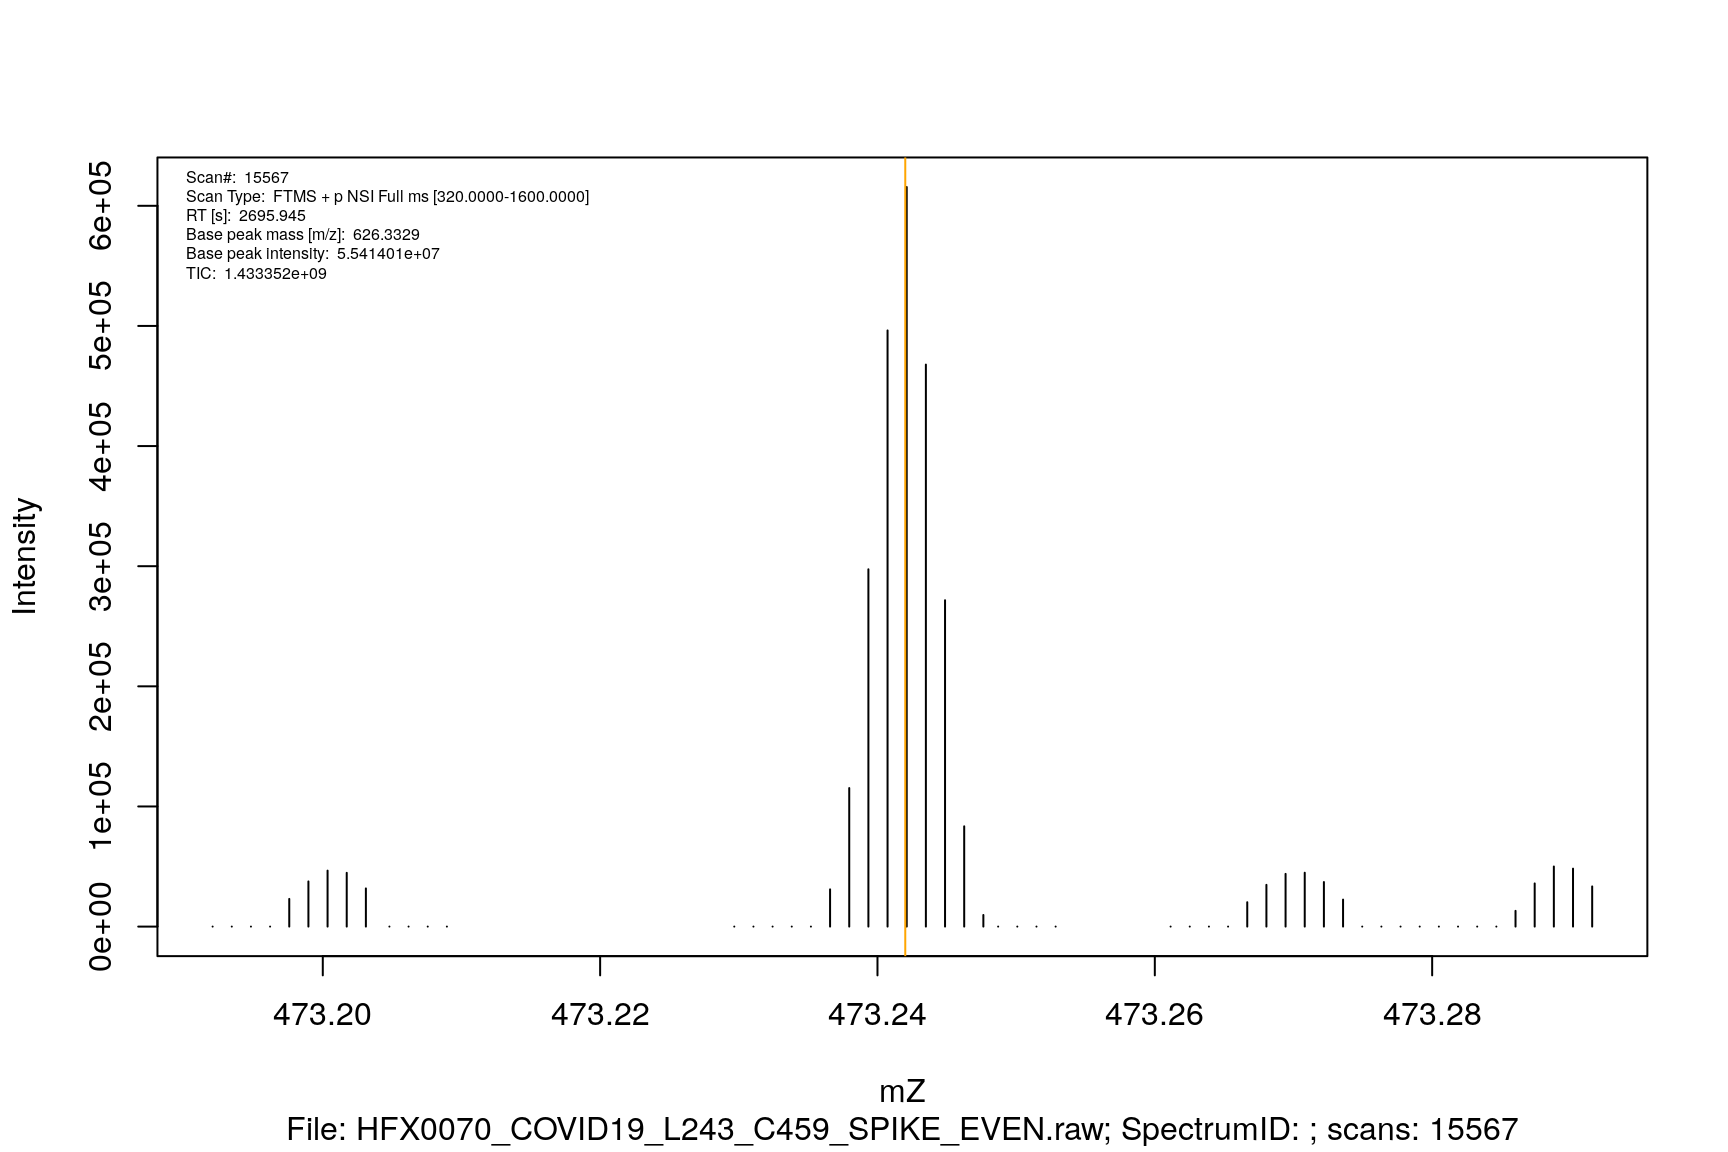 Scan#: 15567
Scan Type: FTMS + p NSI Full ms [320.0000-1600.0000]
RT [s]: 2695.945
Base peak mass [m/z]: 626.3329
Base peak intensity: 5.541401e+07
TIC: 1.433352e+09
6e+05
5e+05
4e+05
3e+05
2e+05
1e+05
0e+00
Intensity
473.20 473.22 473.24 473.26 473.28
mZ
File: HFX0070_COVID19_L243_C459_SPIKE_EVEN.raw; SpectrumID: ; scans: 15567